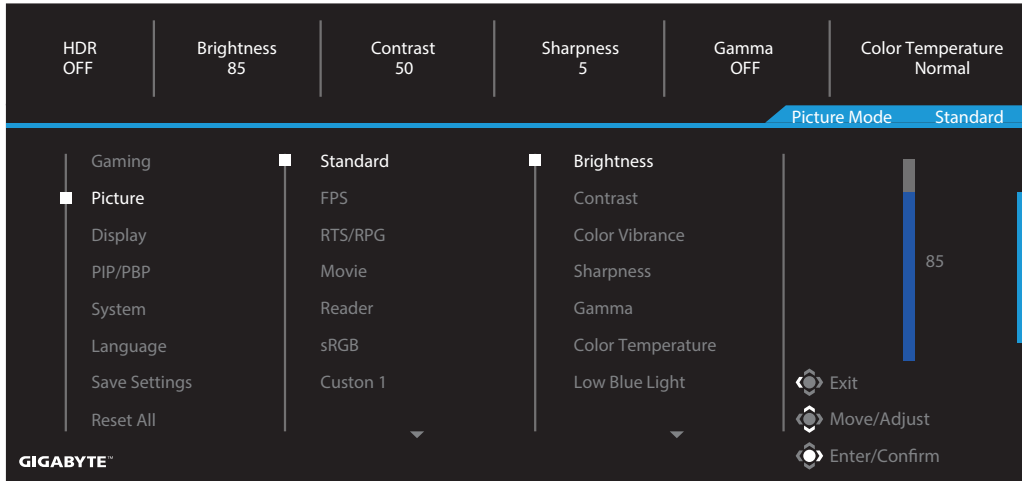 HDR
OFF
Brightness
85
Contrast
50
Sharpness
5
Gamma
OFF
Color Temperature
Normal
Picture Mode Standard
Gaming
Picture
Display
PIP/PBP
System
Language
Save Settings
Reset All
Standard
FPS
RTS/RPG
Movie
Reader
sRGB
Custon 1
Brightness
Contrast
Color Vibrance
Sharpness
Gamma
Color Temperature
Low Blue Light
85
Exit
Move/Adjust
Enter/Confirm
GIGABYTE™